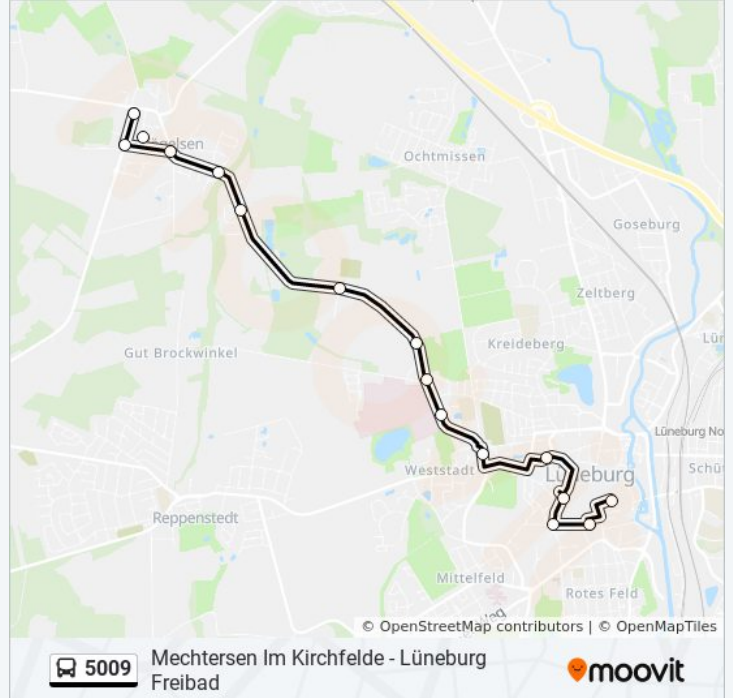 Ochtmissen
Goseburg
Zeltberg
Kreideberg
Gut Brockwinkel
Lüneburg No
Weststadt
Lüneburg
Schü
Reppenstedt
Mittelfeld
Rotes Feld
© OpenStreetMap contributors | © OpenMapTiles
5009
Mechtersen Im Kirchfelde - Lüneburg
Freibad
moovit